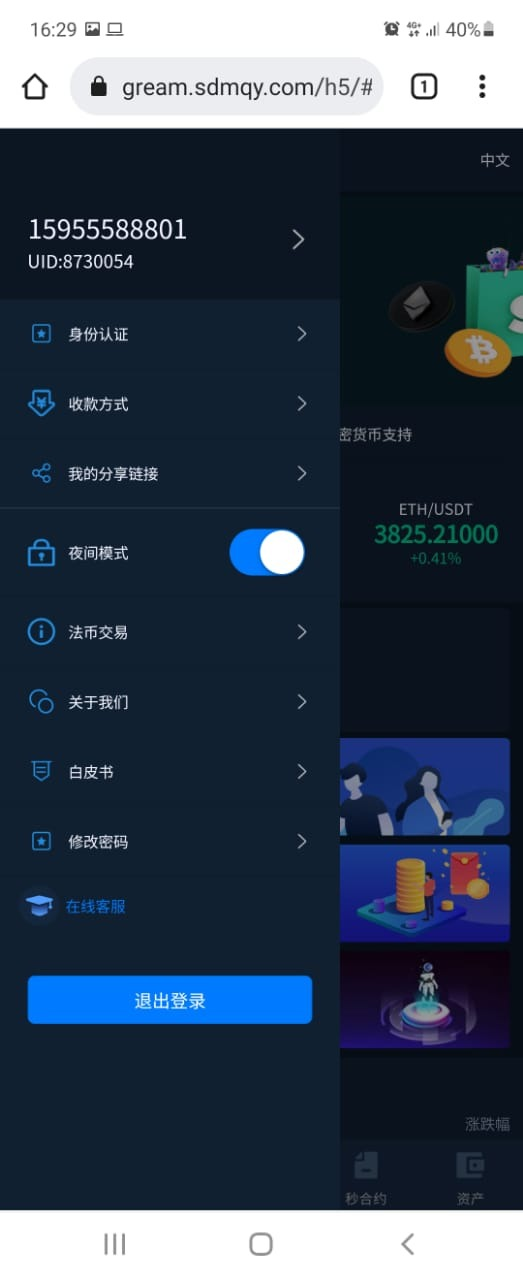 16:29
4G+
40%
gream.sdmqy.com/h5/#
1
中文
15955588801
UID:8730054
身份认证
收款方式
密货币支持
我的分享链接
ETH/USDT
3825.21000
+0.41%
夜间模式
法币交易
关于我们
白皮书
修改密码
在线客服
退出登录
涨跌幅
秒合约
资产